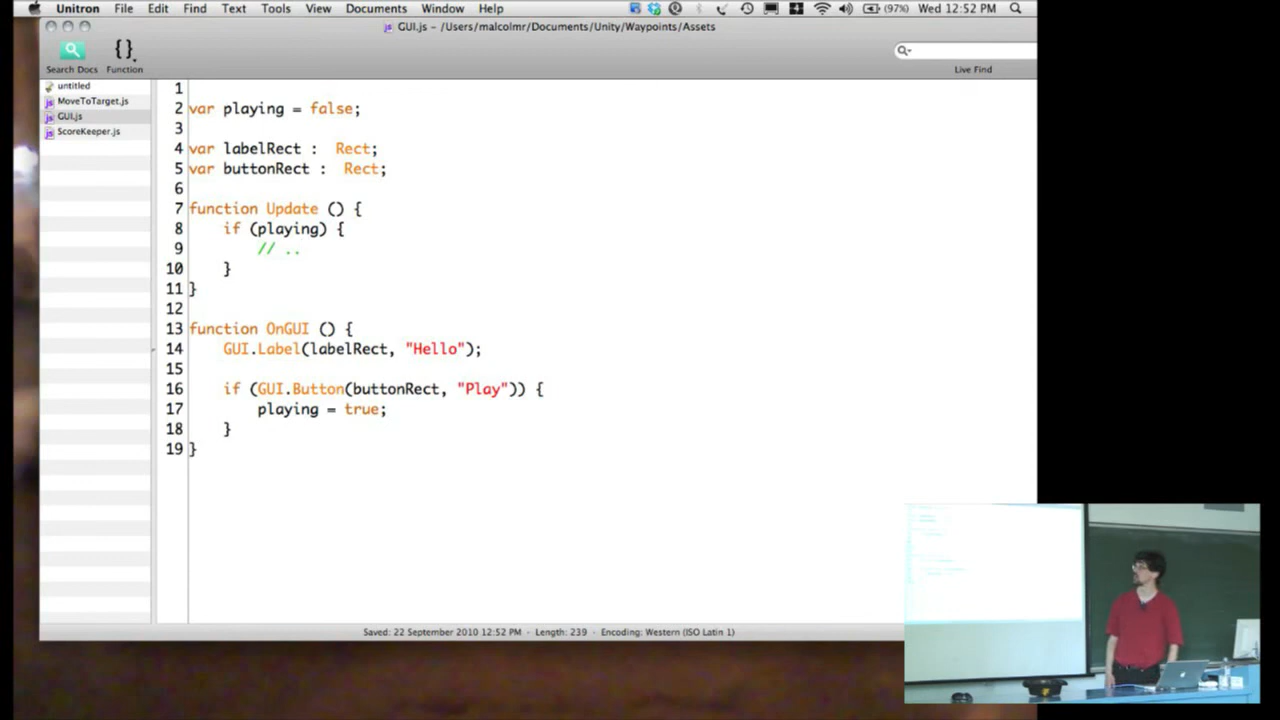 Unitron File Edit Find Text Tools View Documents Window Help (97%) Wed 12:52 PM
GUI.js – /Users/malcolmr/Documents/Unity/Waypoints/Assets
Search Docs
Function
Live Find
untitled
MoveToTarget.js
GUI.js
ScoreKeeper.js
1
2 var playing = false;
3
4 var labelRect : Rect;
5 var buttonRect : Rect;
6
7 function Update () {
8 if (playing) {
9 // ..
10 }
11 }
12
13 function OnGUI () {
14 GUI.Label(labelRect, "Hello");
15
16 if (GUI.Button(buttonRect, "Play")) {
17 playing = true;
18 }
19 }
Saved: 22 September 2010 12:52 PM - Length: 239 - Encoding: Western (ISO Latin 1)